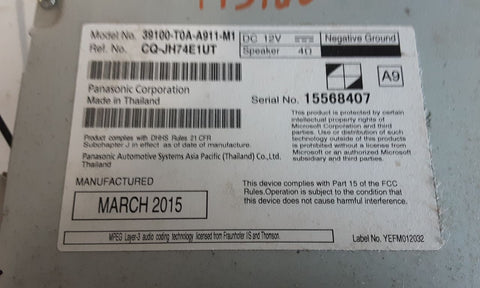 Model No. 39100-T0A-A911-M1
Ref. No. CQ-JH74E1UT
DC 12V Negative Ground
Speaker 4Ω
Panasonic Corporation
Made in Thailand
A9
Serial No. 15568407
Product complies with DHHS Rules 21 CFR
Subchapter J in effect as of date of manufacture.
Panasonic Automotive Systems Asia Pacific (Thailand) Co.,Ltd.
Thailand
This product is protected by certain
intellectual property rights of
Microsoft Corporation and third
parties. Use or distribution of such
technology outside of this products
is prohibited without a license from
Microsoft or an authorized Microsoft
subsidiary and third parties.
MANUFACTURED
MARCH 2015
This device complies with Part 15 of the FCC
Rules.Operation is subject to the condition that
this device does not cause harmful interference.
MPEG Layer-3 audio coding technology licensed from Fraunhofer IIS and Thomson.
Label No. YEFM012032